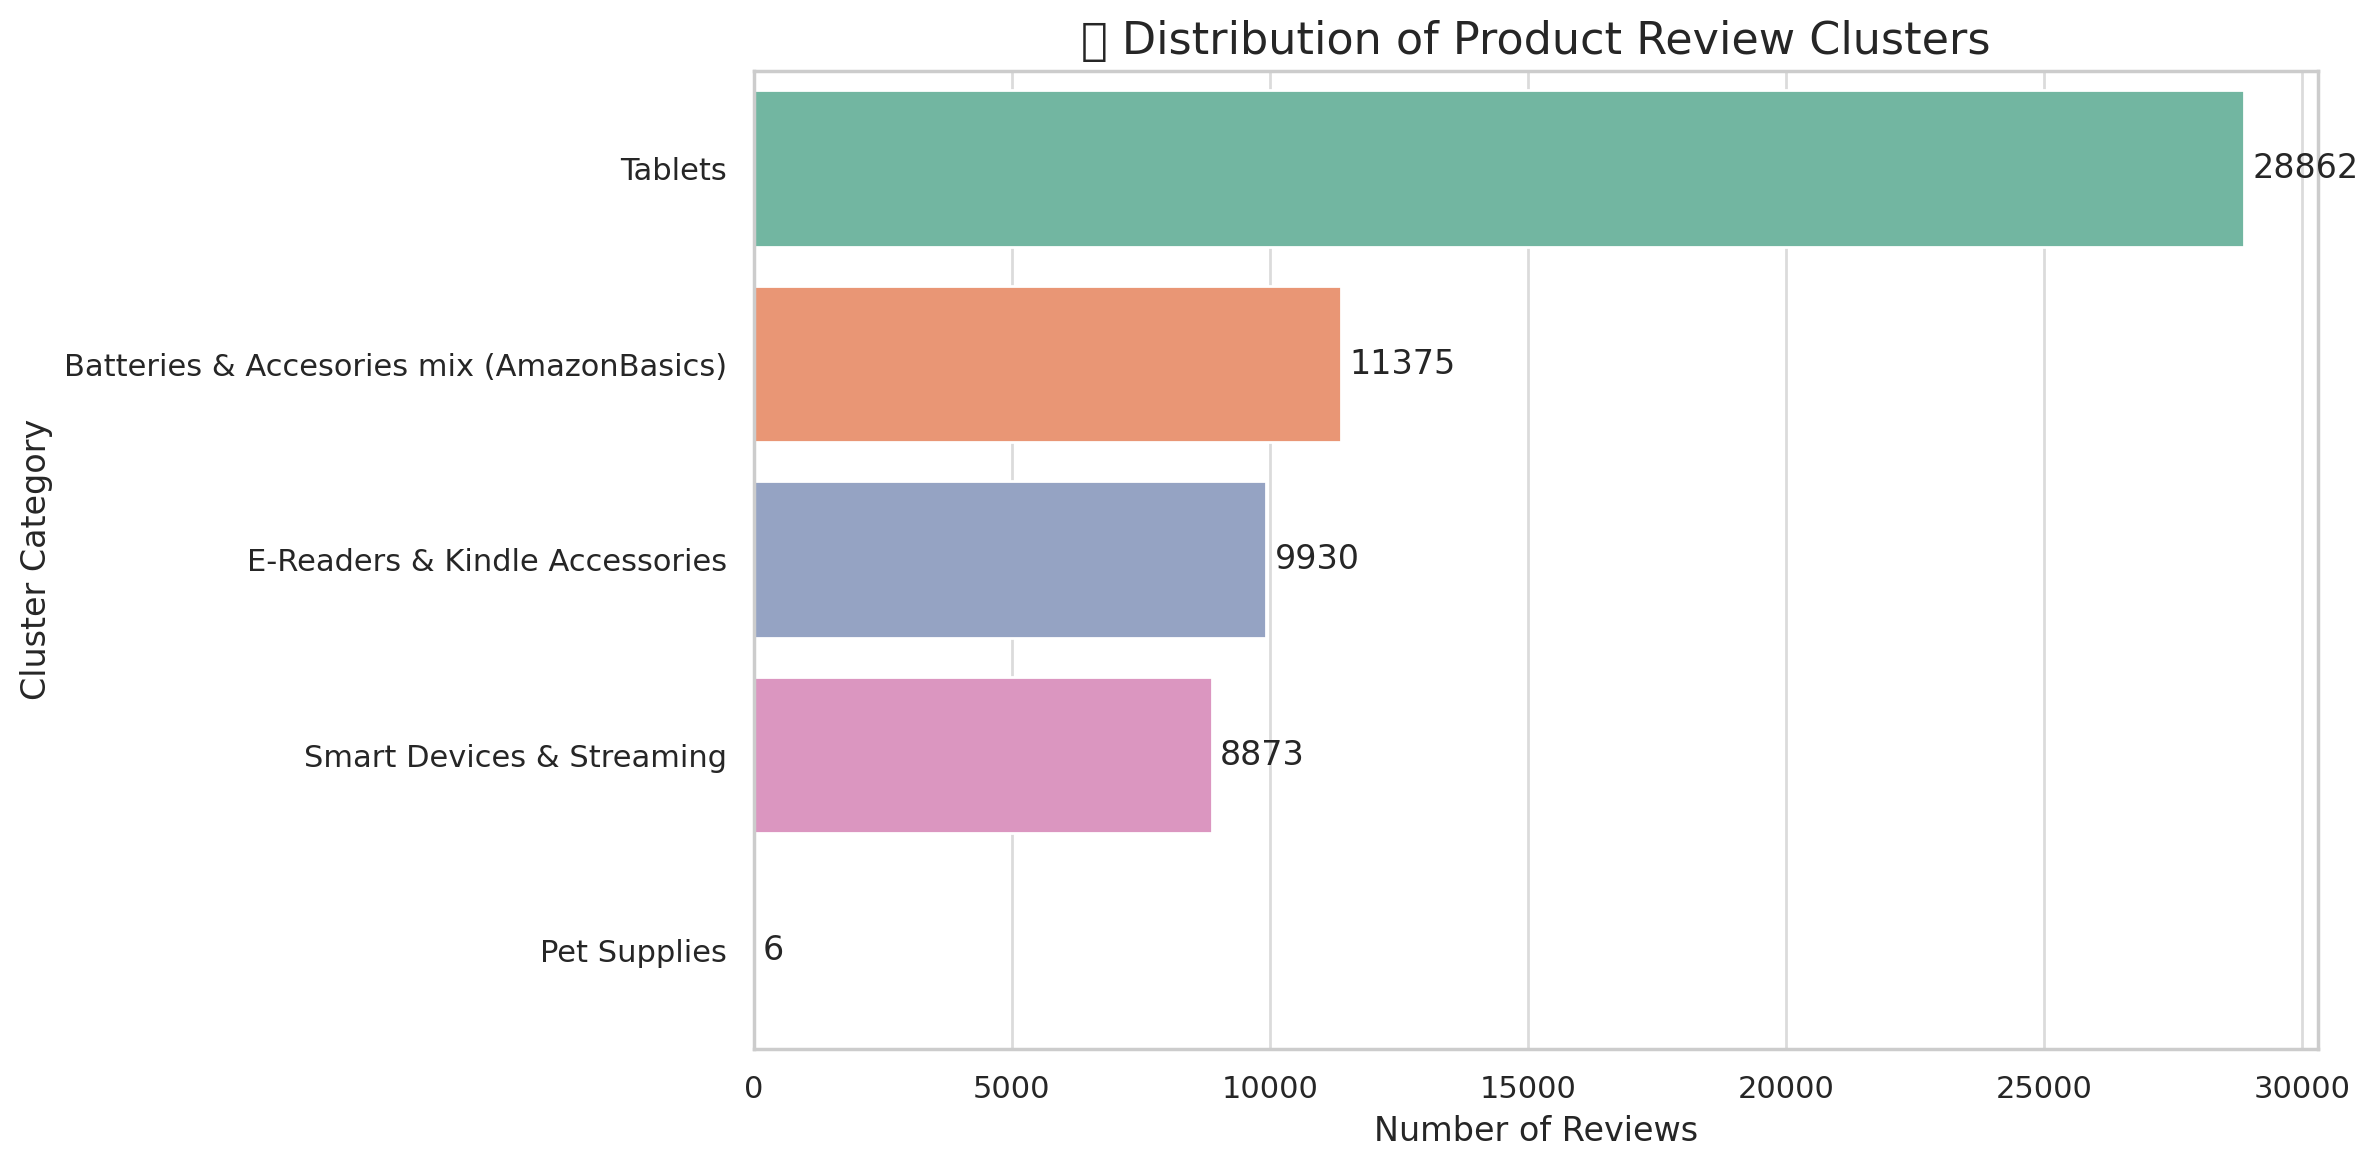 ▯ Distribution of Product Review Clusters
Tablets
28862
Batteries & Accesories mix (AmazonBasics)
11375
E-Readers & Kindle Accessories
9930
Smart Devices & Streaming
8873
Pet Supplies
6
Cluster Category
0 5000 10000 15000 20000 25000 30000
Number of Reviews